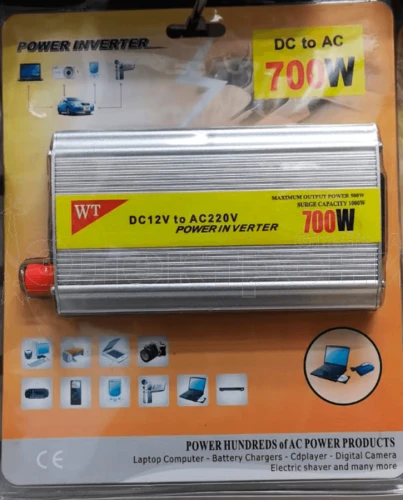 POWER INVERTER
DC to AC
700W
WT
DC12V to AC220V
POWER INVERTER
MAXIMUM OUTPUT POWER 900W
SURGE CAPACITY 1000W
700W
POWER HUNDREDS of AC POWER PRODUCTS
Laptop Computer - Battery Chargers - Cdplayer - Digital Camera
Electric shaver and many more
CE